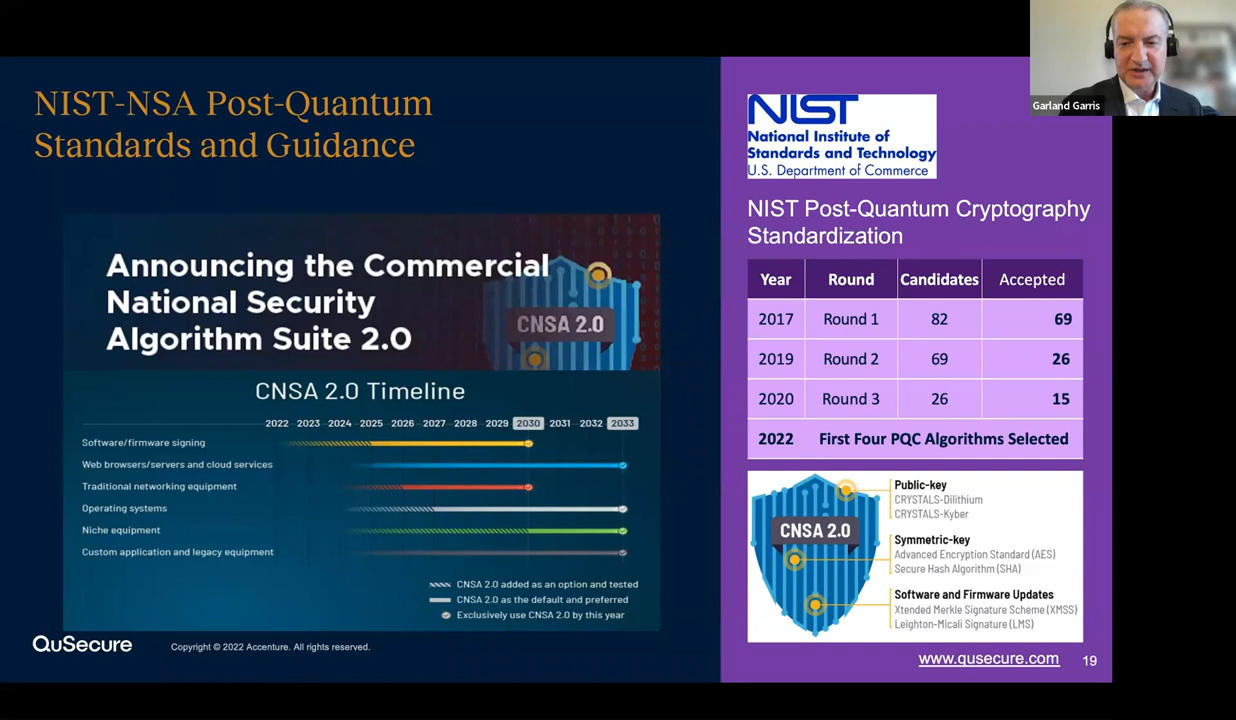 Garland Garris
NIST-NSA Post-Quantum
Standards and Guidance
Announcing the Commercial
National Security
Algorithm Suite 2.0
CNSA 2.0
CNSA 2.0 Timeline
2022 2023 2024 2025 2026 2027 2028 2029 2030 2031 2032 2033
Software/firmware signing
Web browsers/servers and cloud services
Traditional networking equipment
Operating systems
Niche equipment
Custom application and legacy equipment
CNSA 2.0 added as an option and tested
CNSA 2.0 as the default and preferred
Exclusively use CNSA 2.0 by this year
QuSecure
Copyright © 2022 Accenture. All rights reserved.
NIST
National Institute of
Standards and Technology
U.S. Department of Commerce
NIST Post-Quantum Cryptography
Standardization
Year Round Candidates Accepted
2017 Round 1 82 69
2019 Round 2 69 26
2020 Round 3 26 15
2022 First Four PQC Algorithms Selected
CNSA 2.0
Public-key
CRYSTALS-Dilithium
CRYSTALS-Kyber
Symmetric-key
Advanced Encryption Standard (AES)
Secure Hash Algorithm (SHA)
Software and Firmware Updates
Xtended Merkle Signature Scheme (XMSS)
Leighton-Micali Signature (LMS)
www.qusecure.com 19